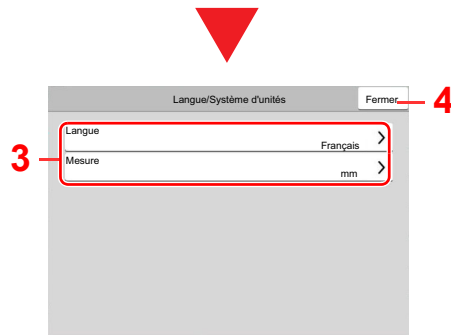 Langue/Système d'unités
Fermer
4
3
Langue
Français
Mesure
mm